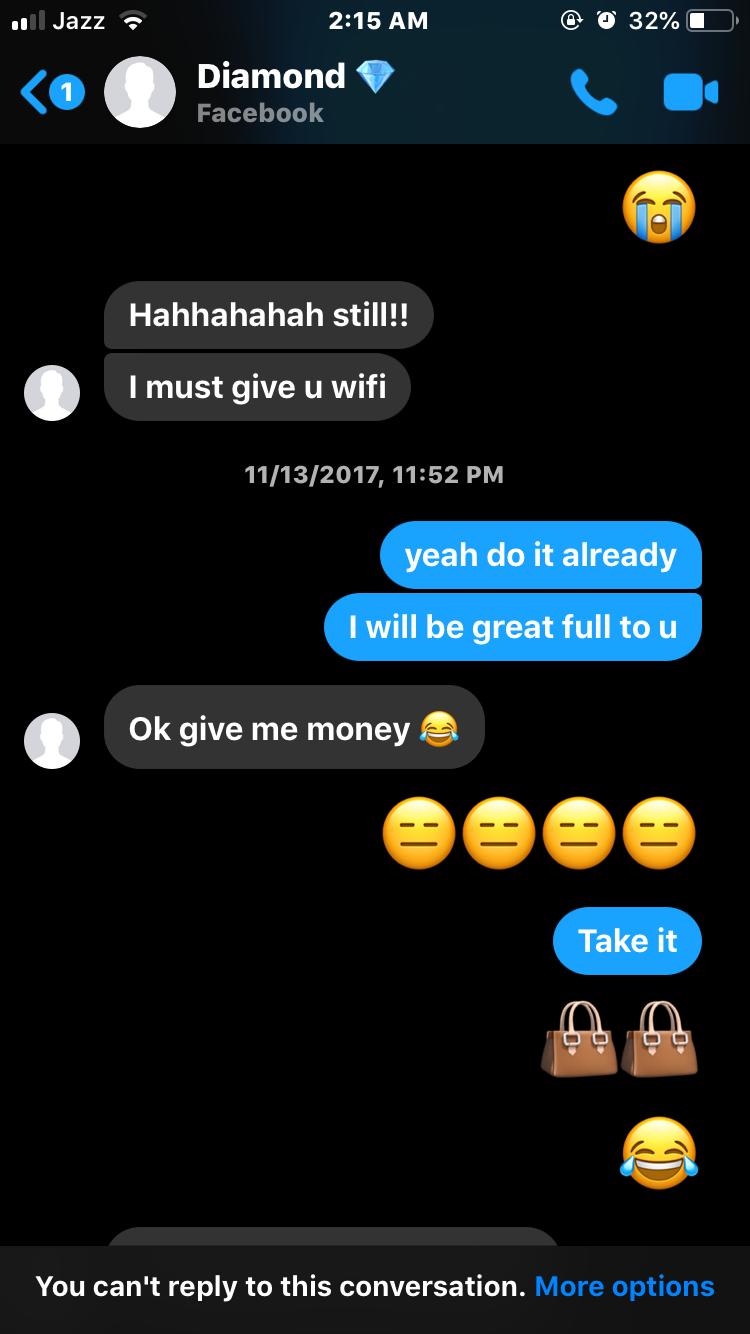 Jazz 2:15 AM 32%
1 Diamond 💎
Facebook
😭
Hahhahahah still!!
I must give u wifi
11/13/2017, 11:52 PM
yeah do it already
I will be great full to u
Ok give me money 😂
😑😑😑😑
Take it
👜👜
😂
You can't reply to this conversation. More options